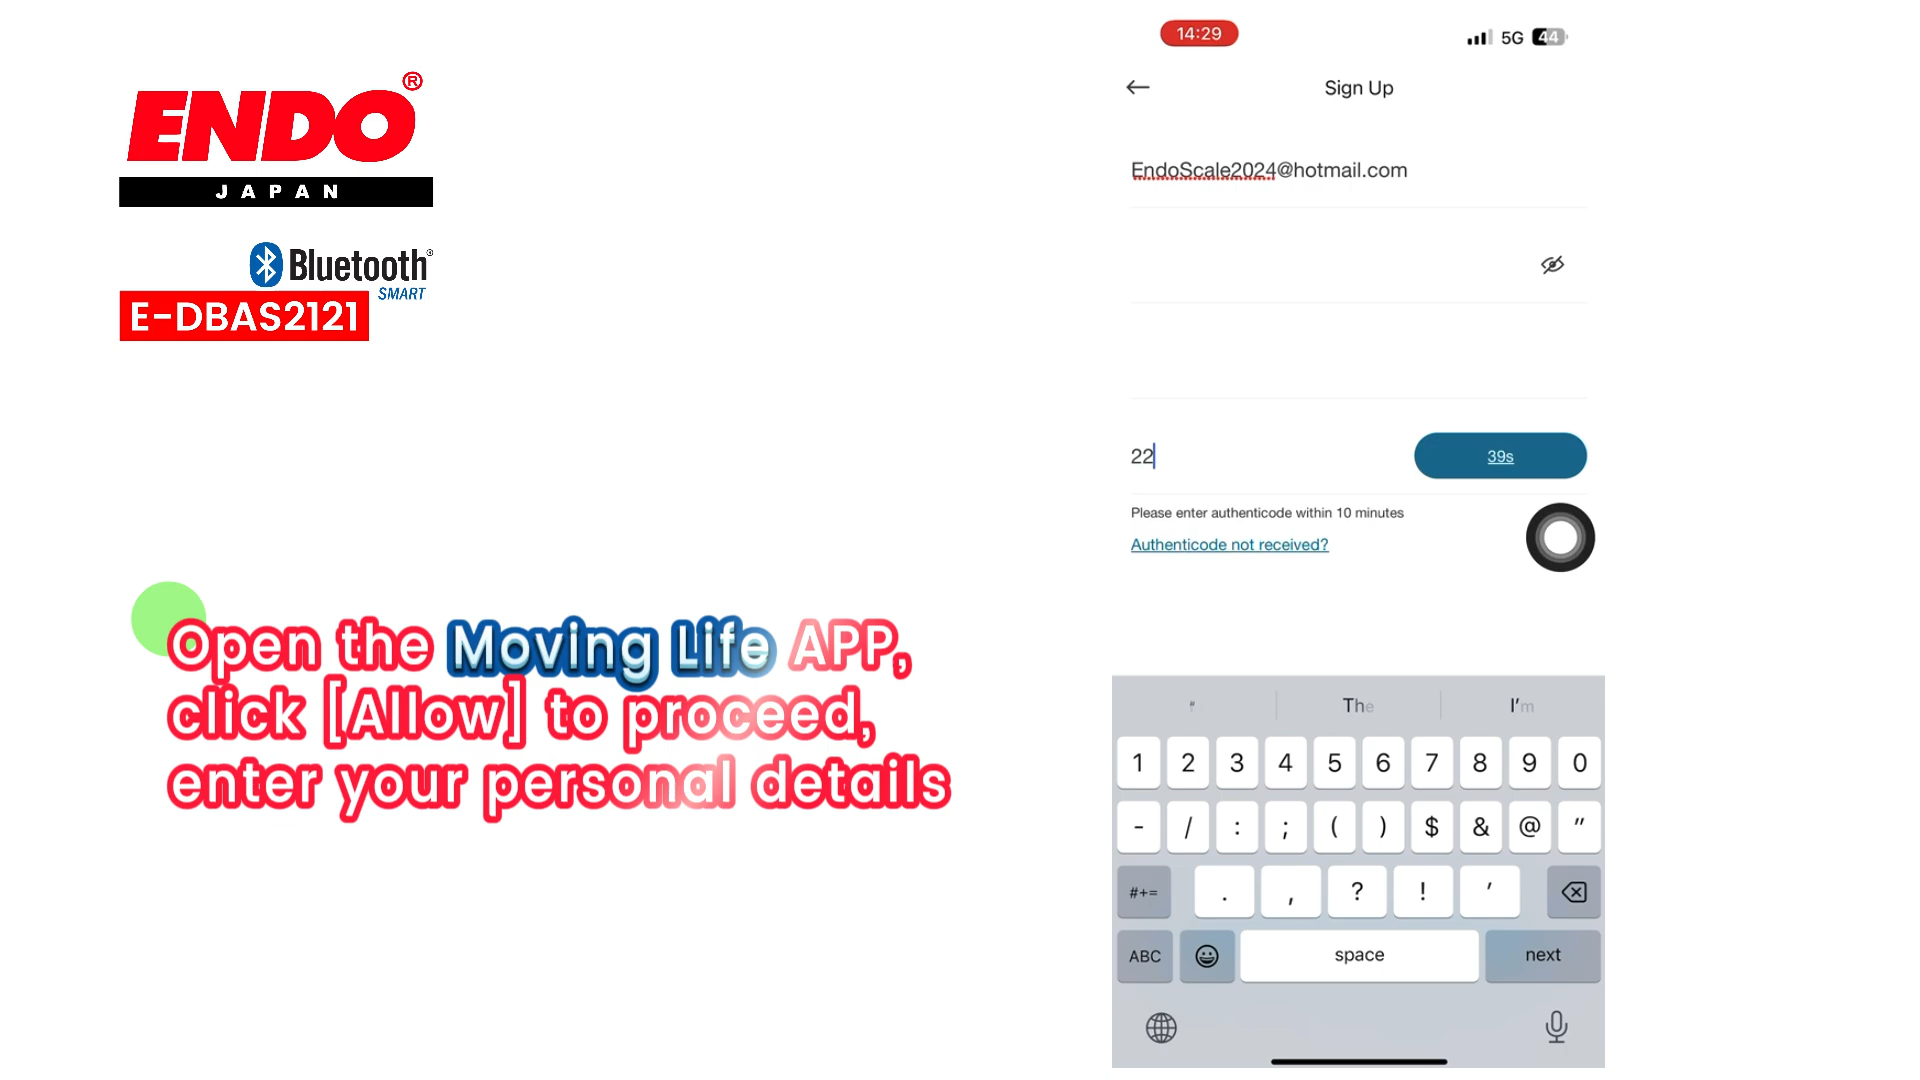 ENDO®
JAPAN
Bluetooth®
SMART
E-DBAS2121
Open the Moving Life APP,
click [Allow] to proceed,
enter your personal details
14:29
5G 44
Sign Up
EndoScale2024@hotmail.com
22
39s
Please enter authenticode within 10 minutes
Authenticode not received?
The I'm
1 2 3 4 5 6 7 8 9 0
- / : ; ( ) $ & @ "
#+= . , ? ! '
ABC space next